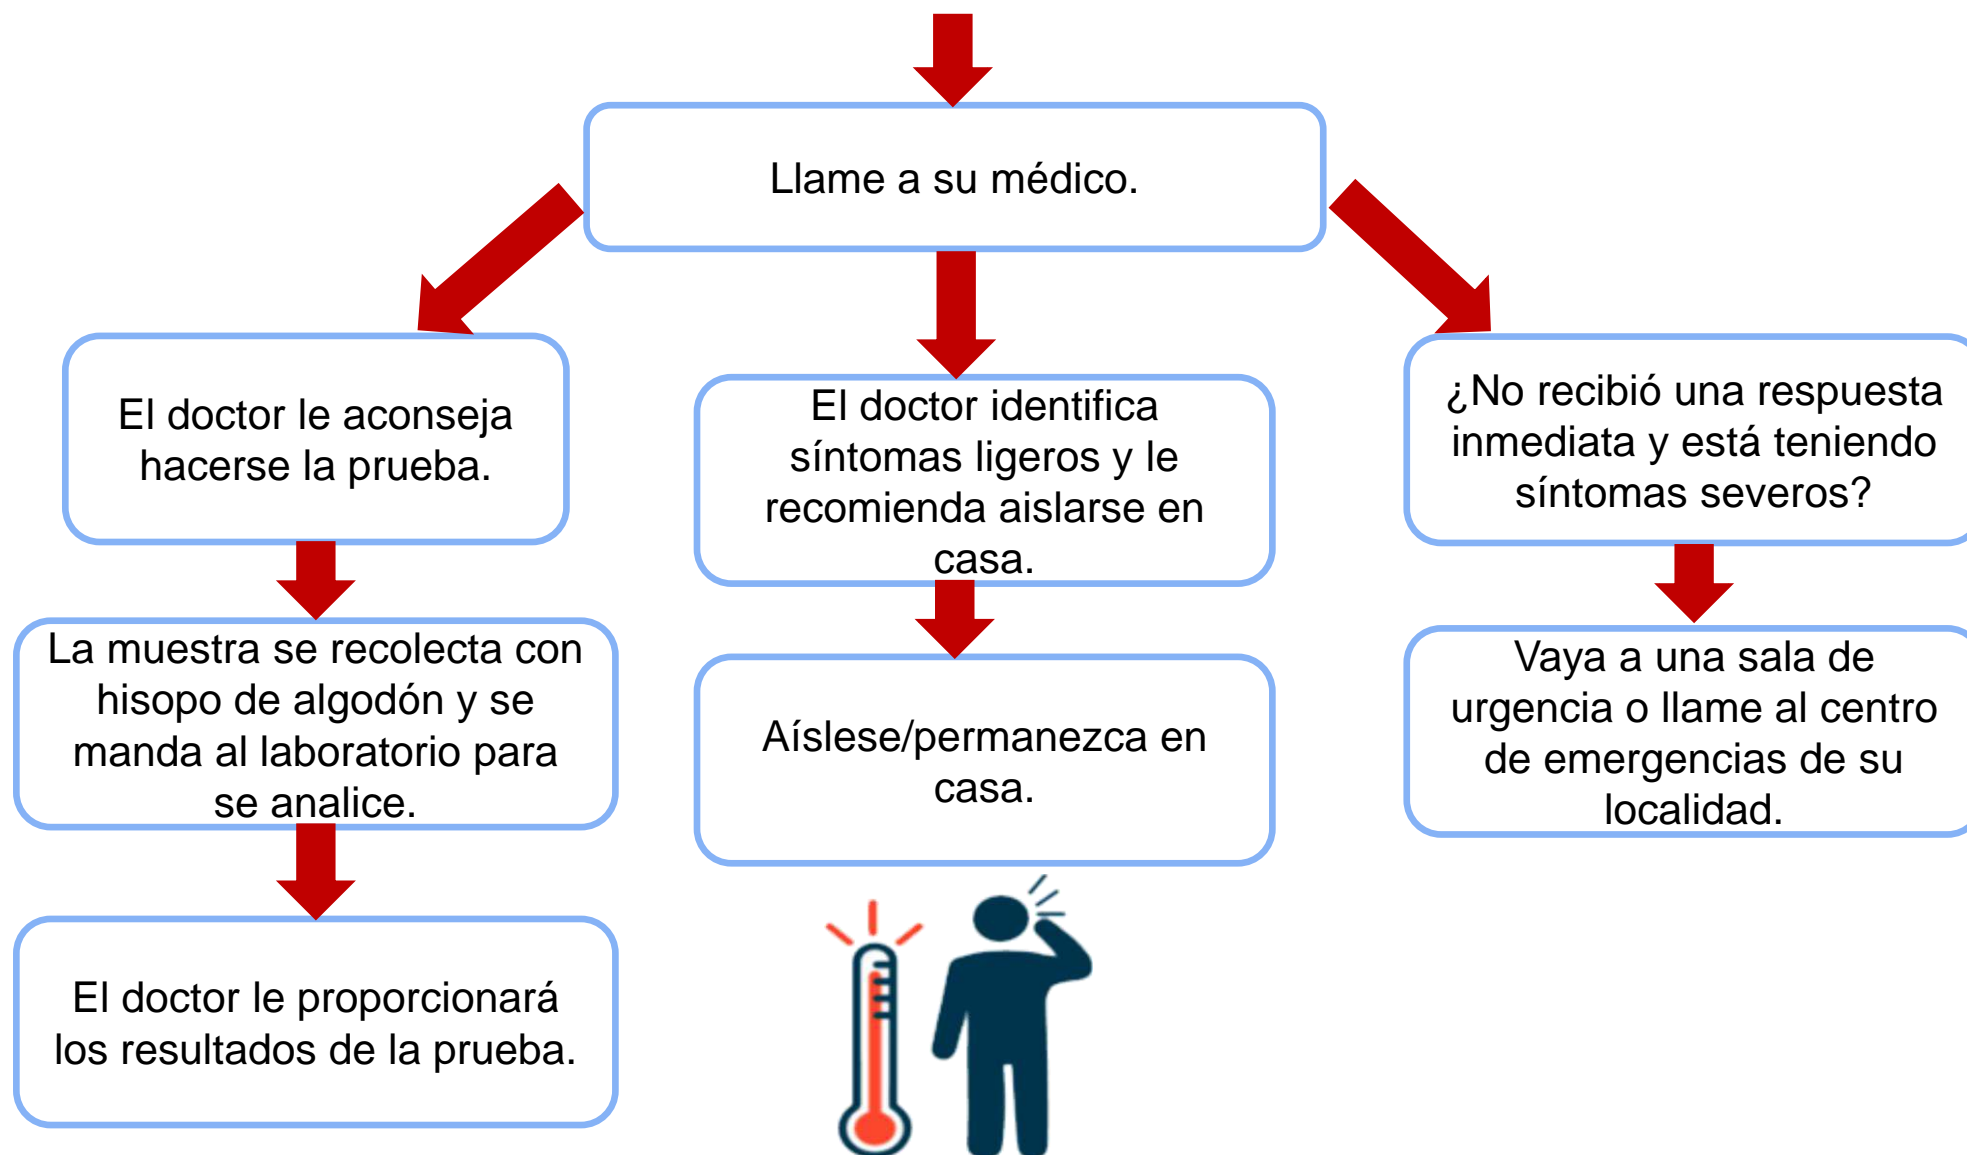 Llame a su médico.
El doctor le aconseja
hacerse la prueba.
La muestra se recolecta con
hisopo de algodón y se
manda al laboratorio para
se analice.
El doctor le proporcionará
los resultados de la prueba.
El doctor identifica
síntomas ligeros y le
recomienda aislarse en
casa.
Aíslese/permanezca en
casa.
¿No recibió una respuesta
inmediata y está teniendo
síntomas severos?
Vaya a una sala de
urgencia o llame al centro
de emergencias de su
localidad.